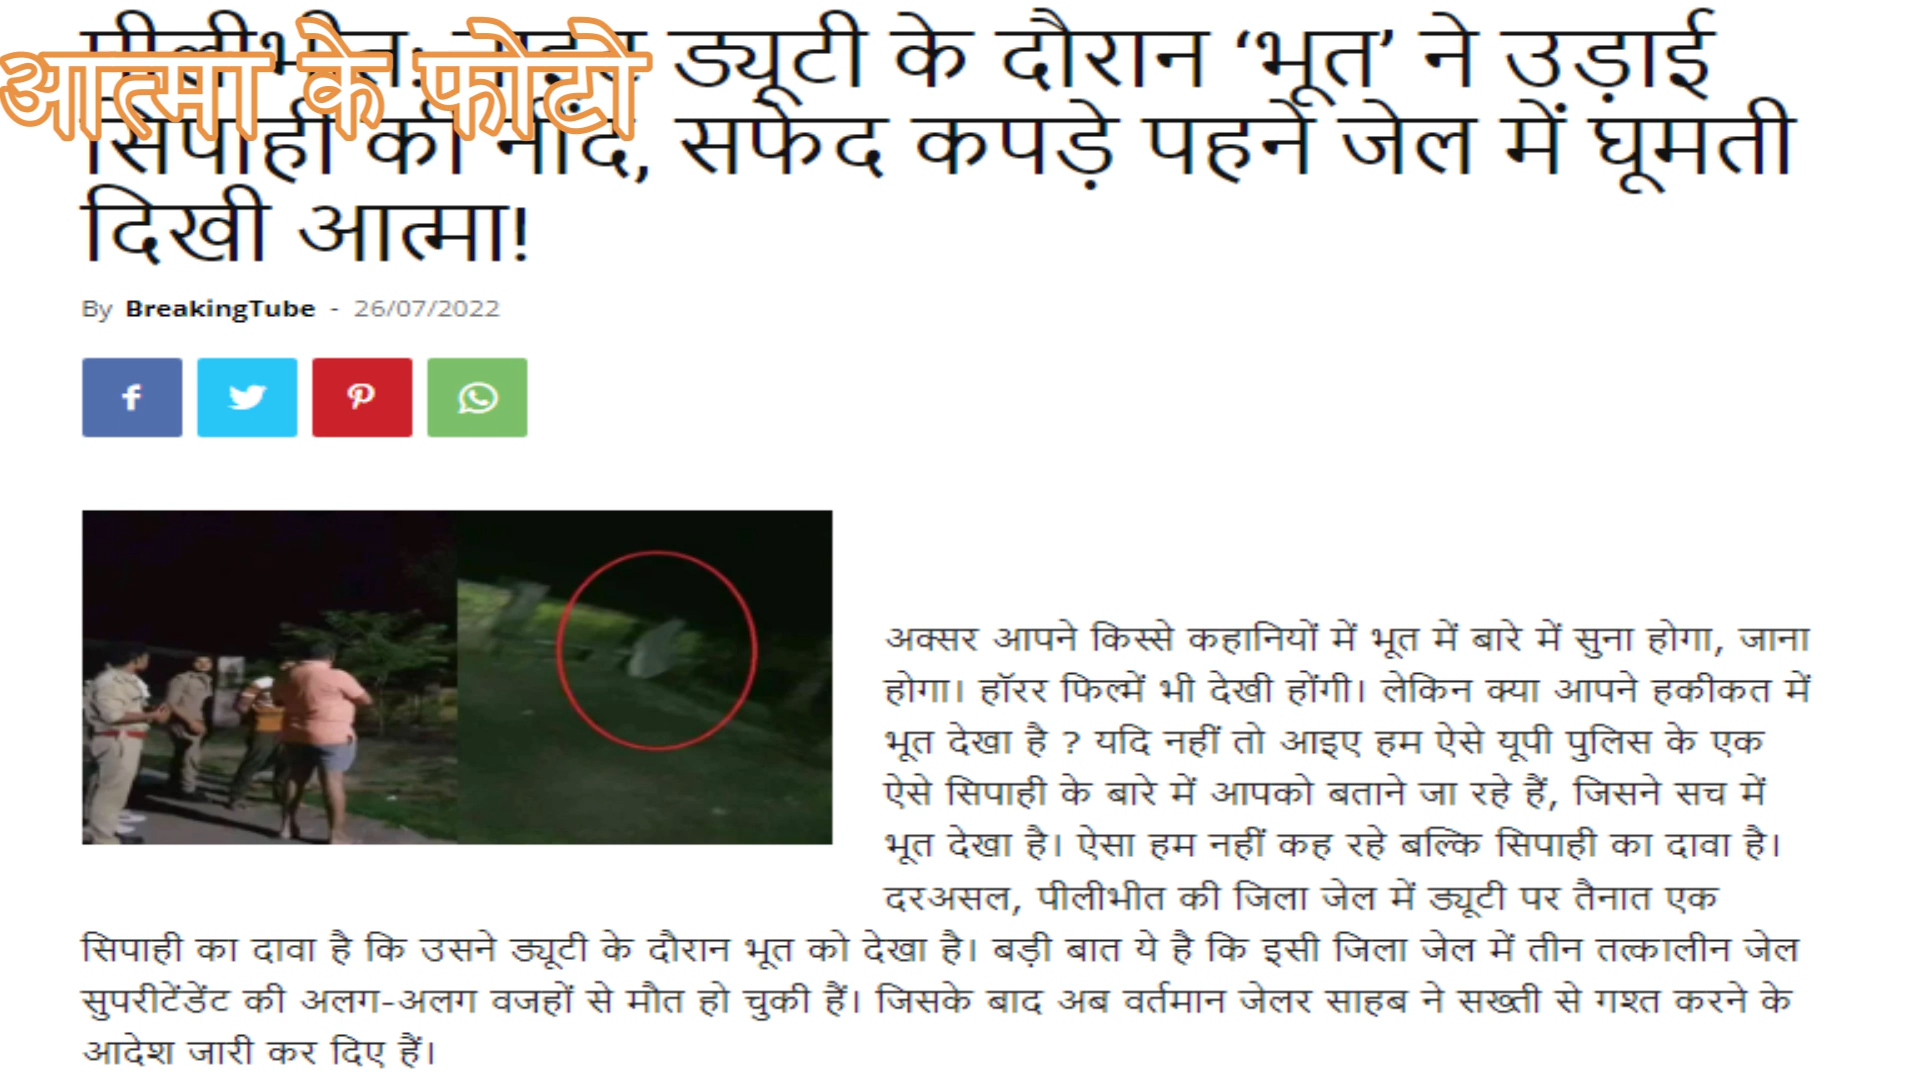 आत्मा के फोटो
पीलीभीत: नाइट ड्यूटी के दौरान ‘भूत’ ने उड़ाई
सिपाही की नींद, सफेद कपड़े पहने जेल में घूमती
दिखी आत्मा!
By BreakingTube - 26/07/2022
अक्सर आपने किस्से कहानियों में भूत में बारे में सुना होगा, जाना
होगा। हॉरर फिल्में भी देखी होंगी। लेकिन क्या आपने हकीकत में
भूत देखा है ? यदि नहीं तो आइए हम ऐसे यूपी पुलिस के एक
ऐसे सिपाही के बारे में आपको बताने जा रहे हैं, जिसने सच में
भूत देखा है। ऐसा हम नहीं कह रहे बल्कि सिपाही का दावा है।
दरअसल, पीलीभीत की जिला जेल में ड्यूटी पर तैनात एक
सिपाही का दावा है कि उसने ड्यूटी के दौरान भूत को देखा है। बड़ी बात ये है कि इसी जिला जेल में तीन तत्कालीन जेल
सुपरीटेंडेंट की अलग-अलग वजहों से मौत हो चुकी हैं। जिसके बाद अब वर्तमान जेलर साहब ने सख्ती से गश्त करने के
आदेश जारी कर दिए हैं।